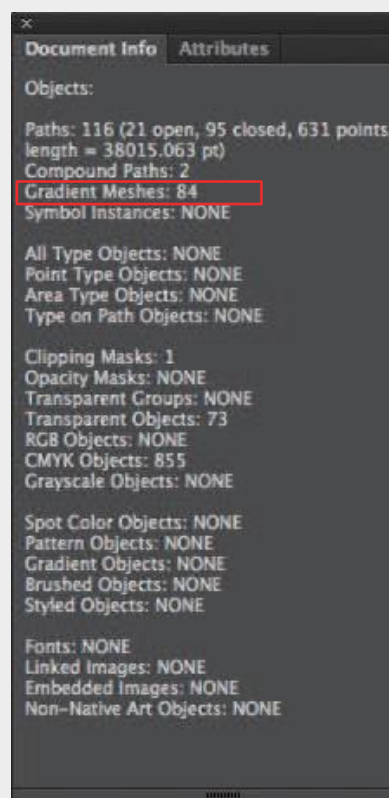 Document Info Attributes
Objects:
Paths: 116 (21 open, 95 closed, 631 points
length = 38015.063 pt)
Compound Paths: 2
Gradient Meshes: 84
Symbol Instances: NONE
All Type Objects: NONE
Point Type Objects: NONE
Area Type Objects: NONE
Type on Path Objects: NONE
Clipping Masks: 1
Opacity Masks: NONE
Transparent Groups: NONE
Transparent Objects: 73
RGB Objects: NONE
CMYK Objects: 855
Grayscale Objects: NONE
Spot Color Objects: NONE
Pattern Objects: NONE
Gradient Objects: NONE
Brushed Objects: NONE
Styled Objects: NONE
Fonts: NONE
Linked Images: NONE
Embedded Images: NONE
Non-Native Art Objects: NONE